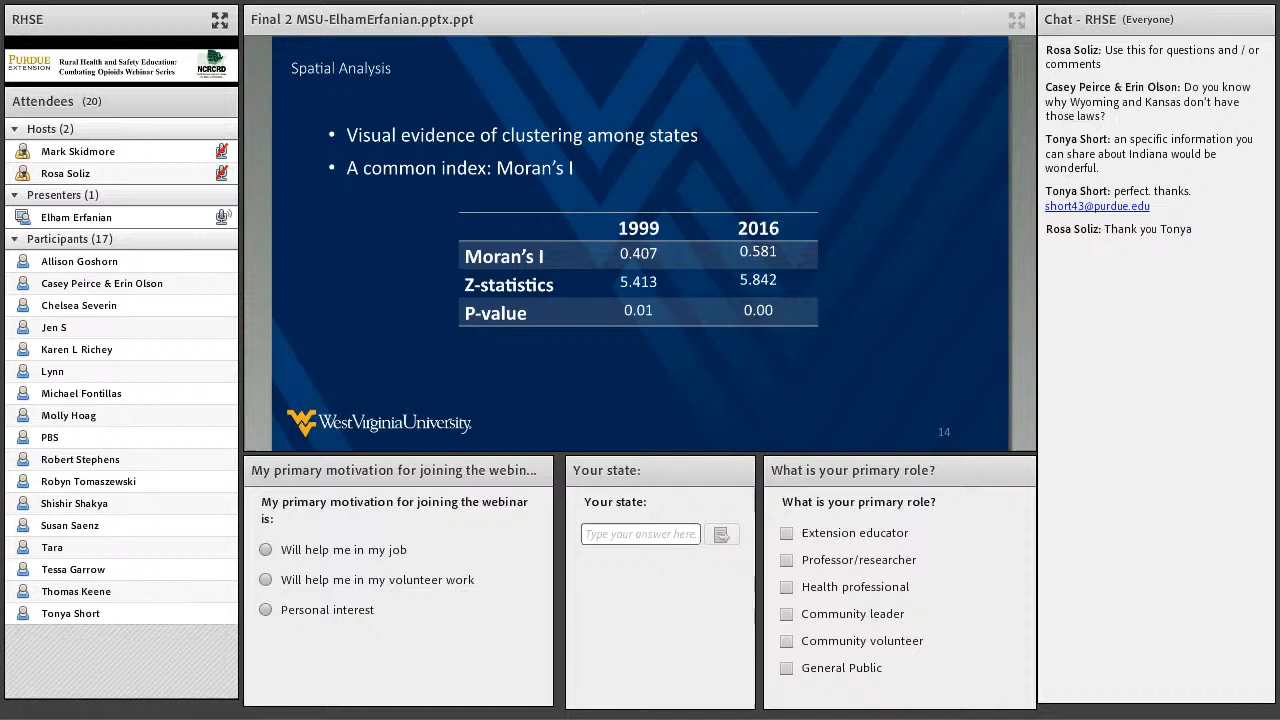 RHSE
PURDUE
EXTENSION
Rural Health and Safety Education:
Combating Opioids Webinar Series
NCRCRD
Attendees (20)
Hosts (2)
Mark Skidmore
Rosa Soliz
Presenters (1)
Elham Erfanian
Participants (17)
Allison Goshorn
Casey Peirce & Erin Olson
Chelsea Severin
Jen S
Karen L Richey
Lynn
Michael Fontillas
Molly Hoag
PBS
Robert Stephens
Robyn Tomaszewski
Shishir Shakya
Susan Saenz
Tara
Tessa Garrow
Thomas Keene
Tonya Short
Final 2 MSU-ElhamErfanian.pptx.ppt
Spatial Analysis
• Visual evidence of clustering among states
• A common index: Moran's I
1999 2016
Moran's I 0.407 0.581
Z-statistics 5.413 5.842
P-value 0.01 0.00
WestVirginiaUniversity.
14
My primary motivation for joining the webin...
My primary motivation for joining the webinar
is:
Will help me in my job
Will help me in my volunteer work
Personal interest
Your state:
Your state:
Type your answer here.
What is your primary role?
What is your primary role?
Extension educator
Professor/researcher
Health professional
Community leader
Community volunteer
General Public
Chat - RHSE (Everyone)
Rosa Soliz: Use this for questions and / or
comments
Casey Peirce & Erin Olson: Do you know
why Wyoming and Kansas don't have
those laws?
Tonya Short: an specific information you
can share about Indiana would be
wonderful.
Tonya Short: perfect. thanks.
short43@purdue.edu
Rosa Soliz: Thank you Tonya